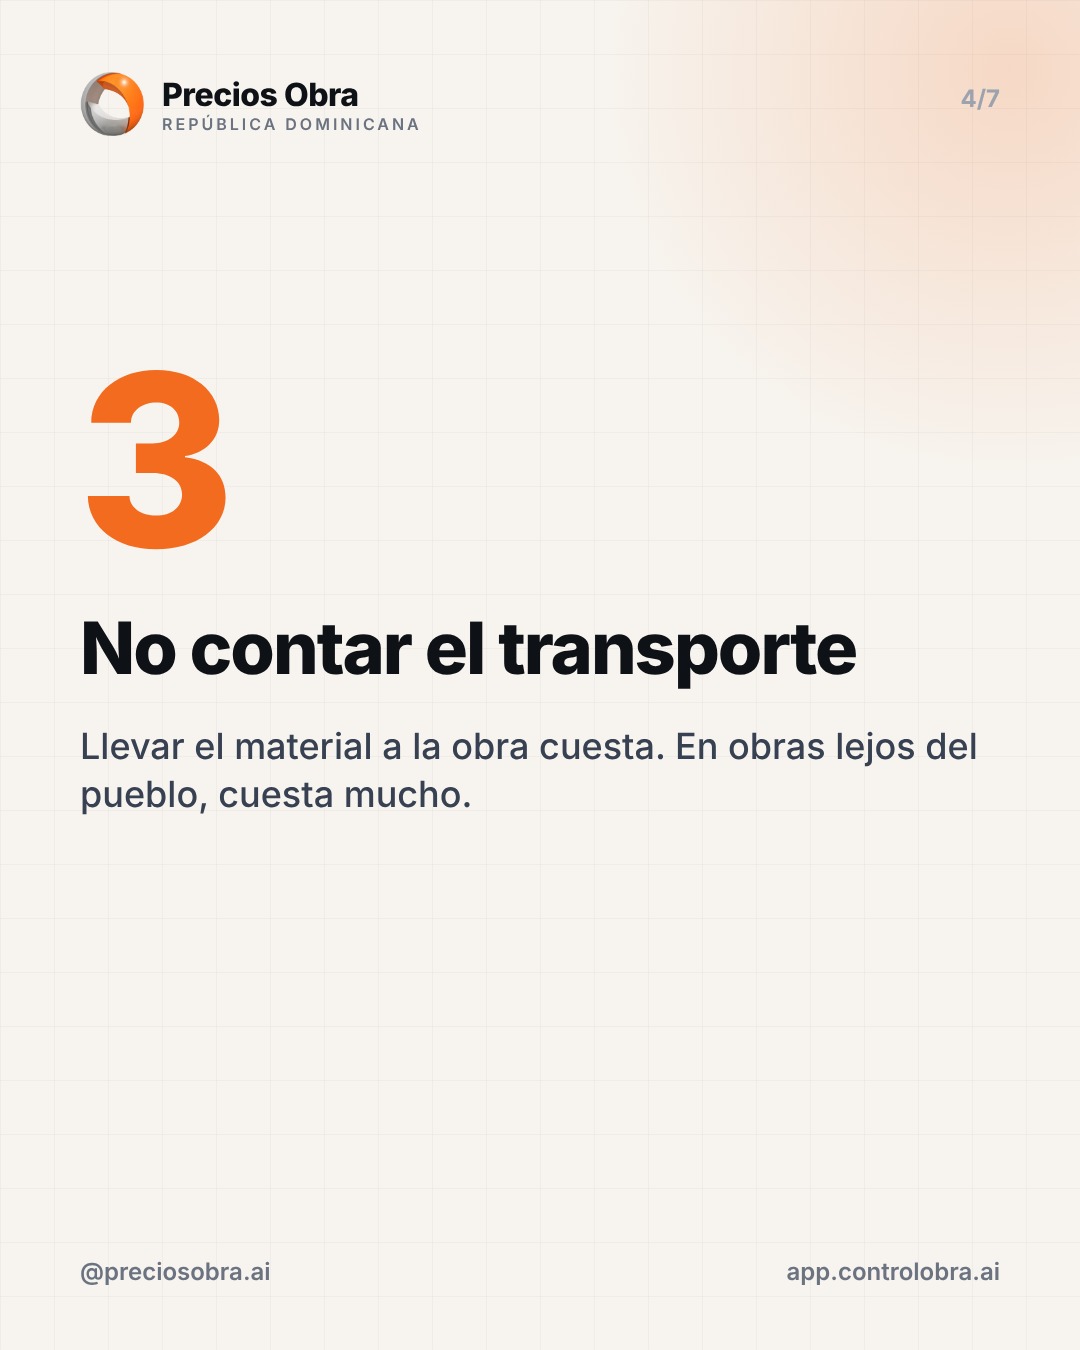 Precios Obra
REPÚBLICA DOMINICANA
4/7
3
No contar el transporte
Llevar el material a la obra cuesta. En obras lejos del
pueblo, cuesta mucho.
@preciosobra.ai
app.controlobra.ai